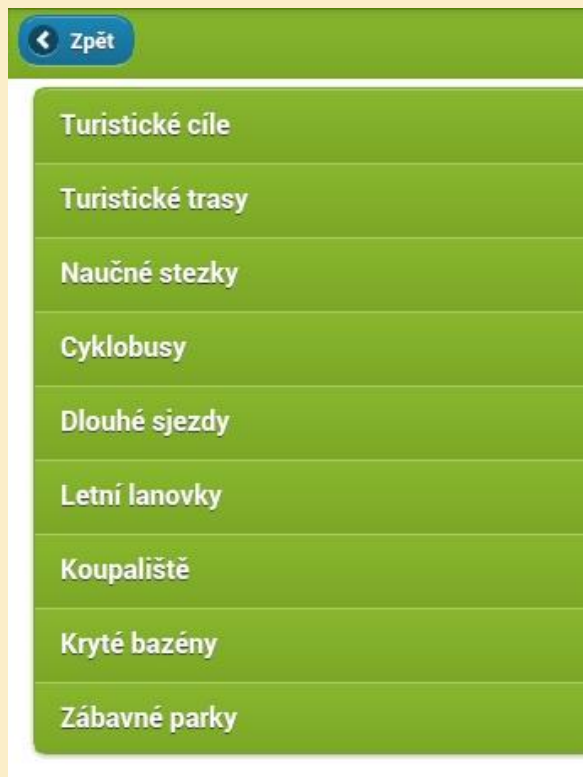 Zpět
Turistické cíle
Turistické trasy
Naučné stezky
Cyklobusy
Dlouhé sjezdy
Letní lanovky
Koupaliště
Kryté bazény
Zábavné parky